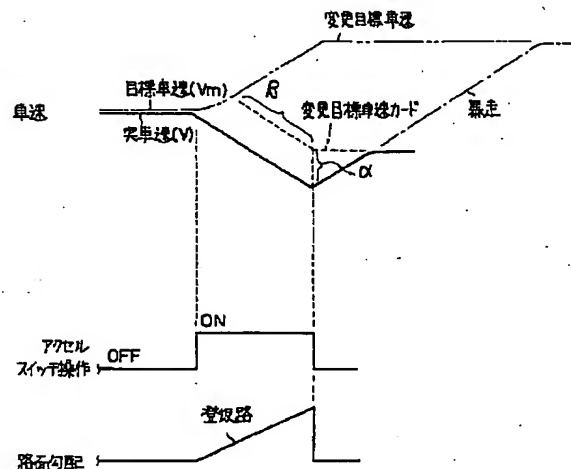 変更目標車速
目標車速(Vm)
B
車速
変更目標車速ガード
暴走
実車速(V)
α
ON
アクセル
スイッチ操作
OFF
登坂路
路面勾配